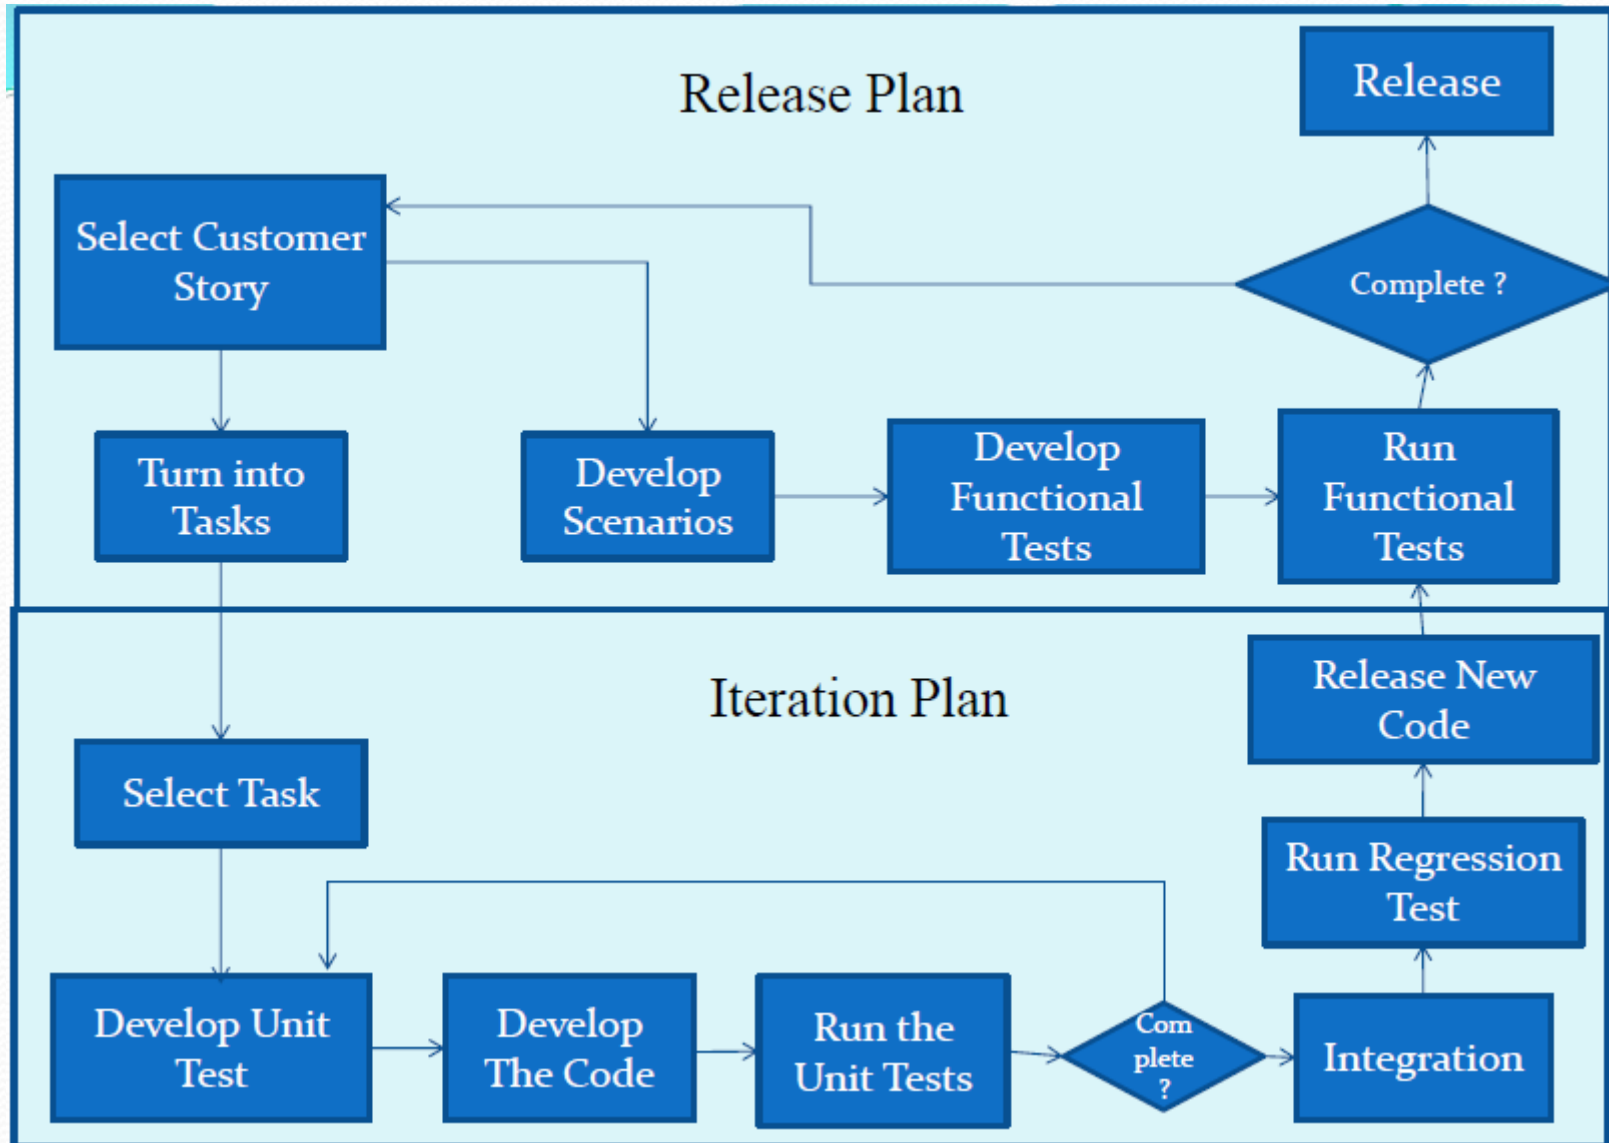 Release Plan
Release
Select Customer
Story
Complete ?
Turn into
Tasks
Develop
Scenarios
Develop
Functional
Tests
Run
Functional
Tests
Iteration Plan
Release New
Code
Select Task
Run Regression
Test
Develop Unit
Test
Develop
The Code
Run the
Unit Tests
Com
plete
?
Integration